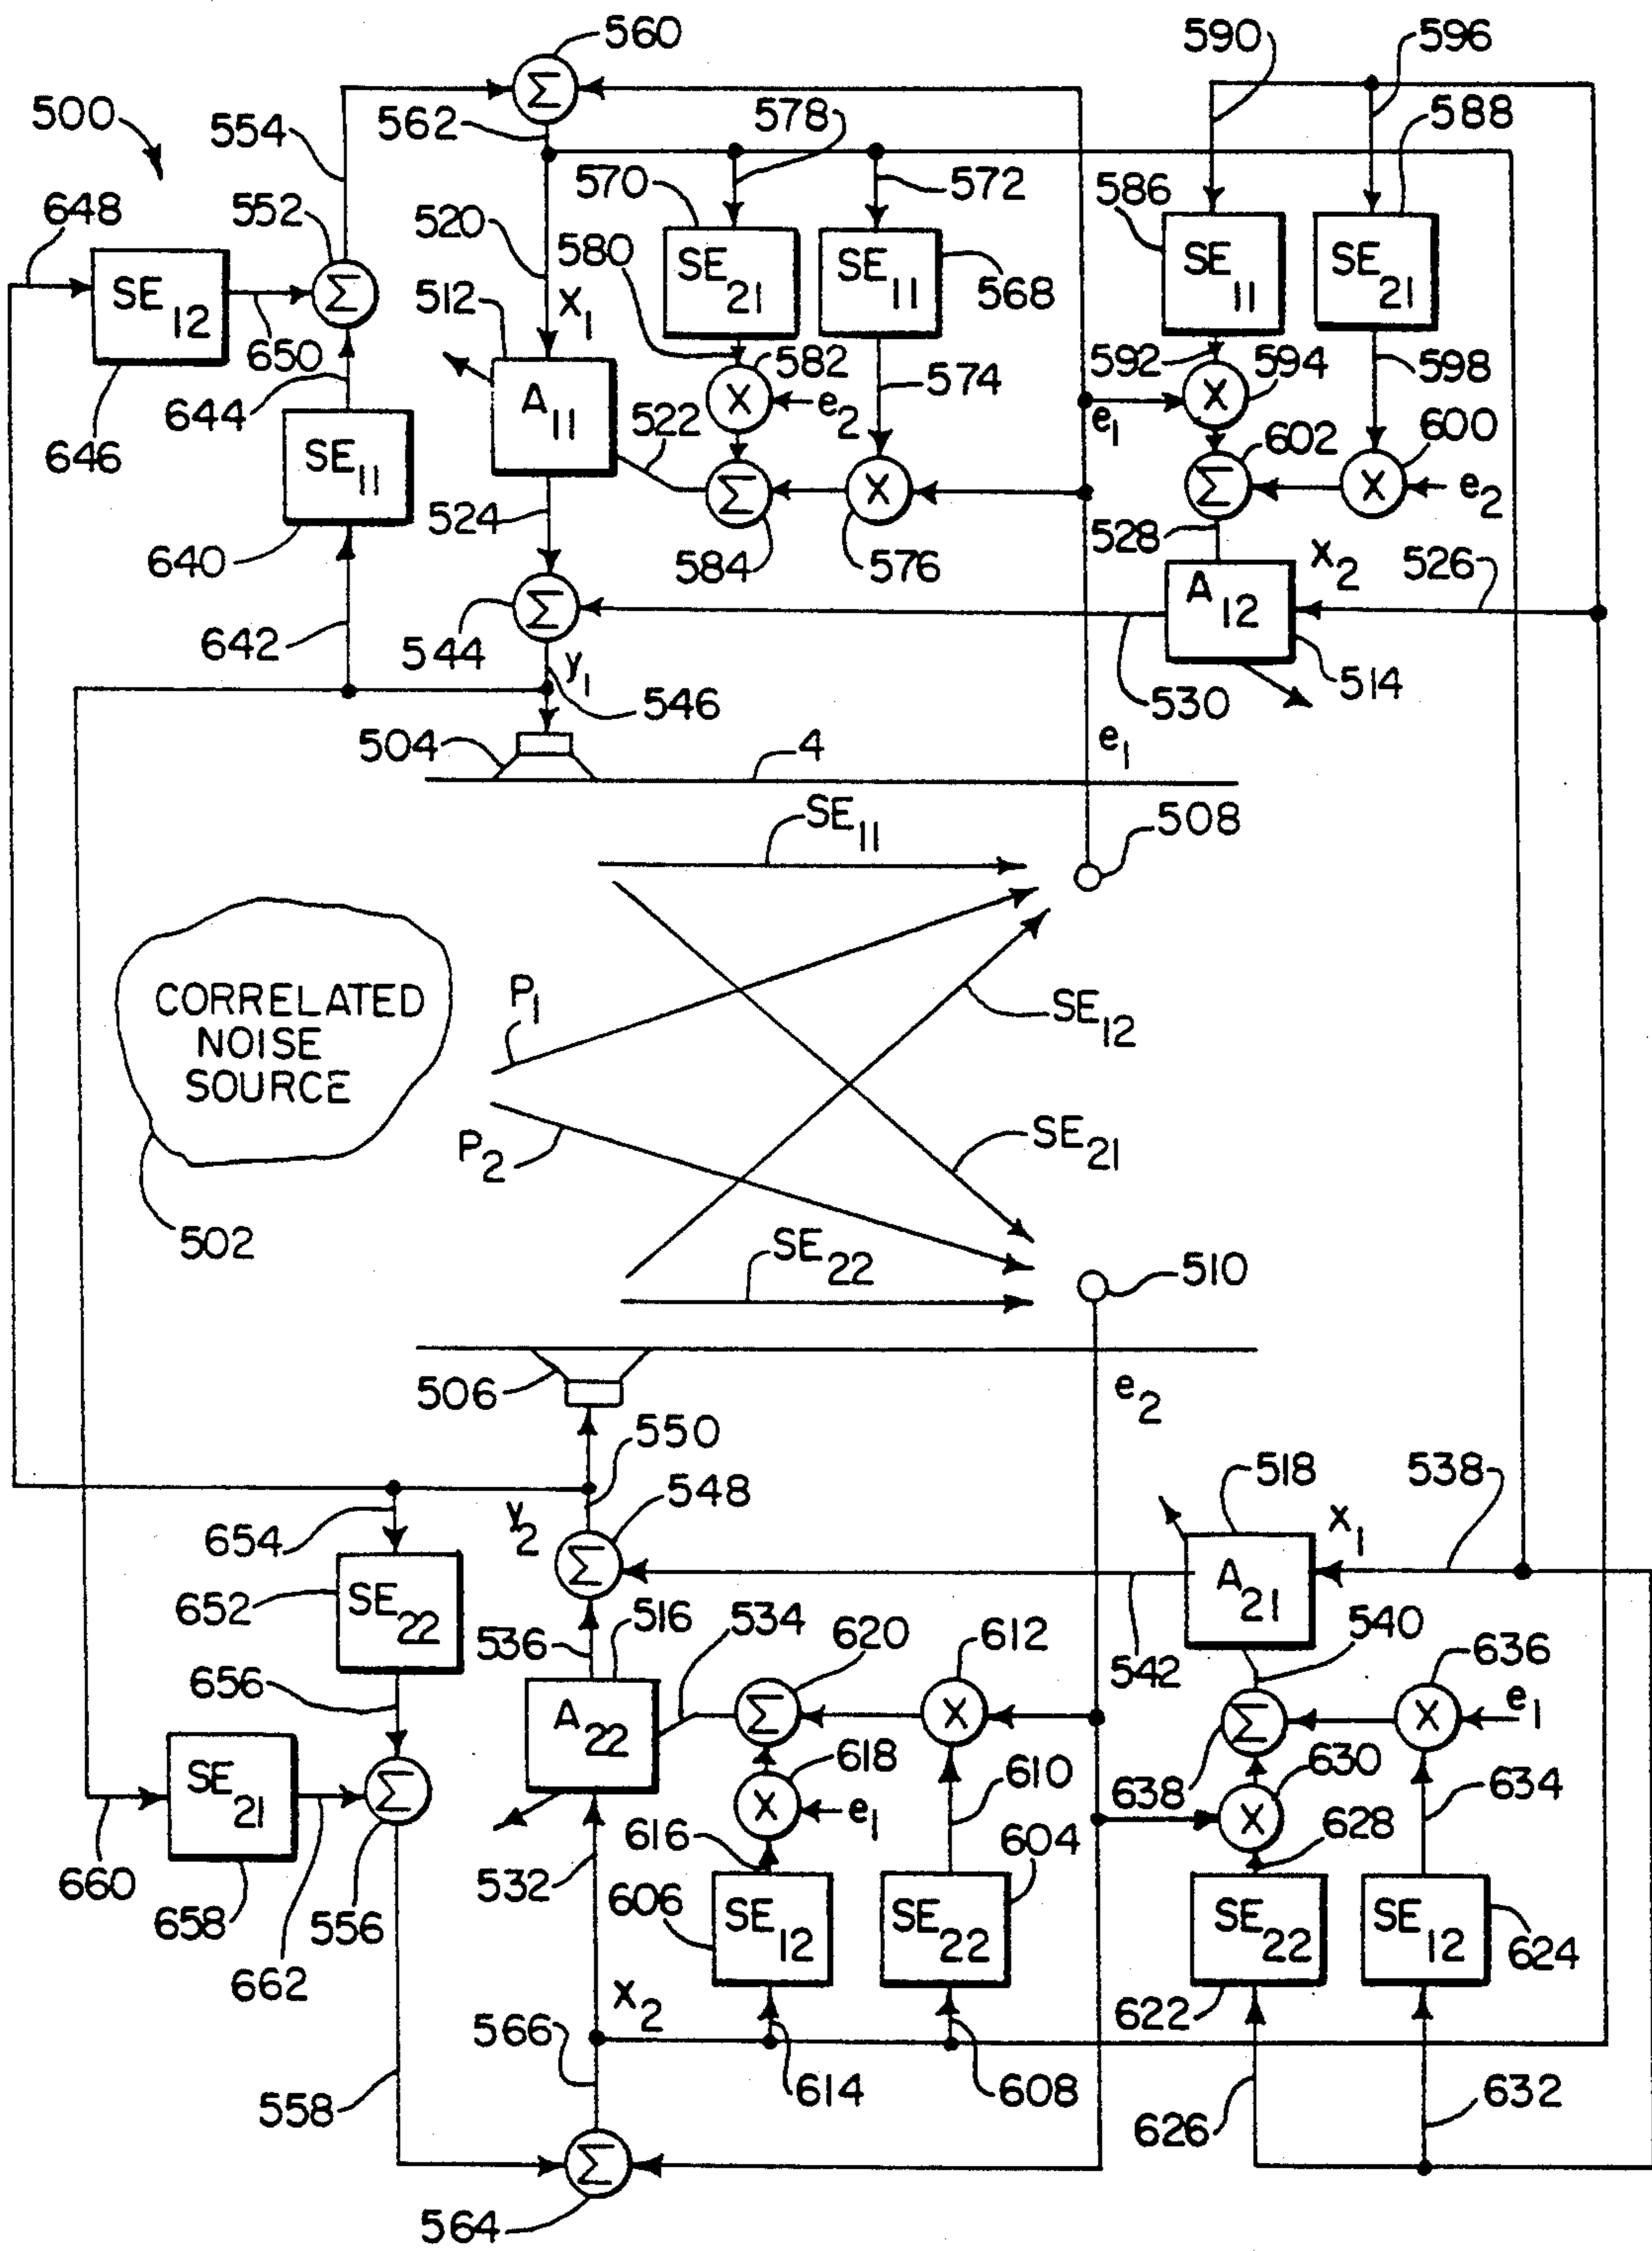 560
590
596
500
554
562
578
588
648
552
570
572
586
520
580
SE21
SE11
568
SE11
SE21
SE12
Σ
Σ
X1
512
650
582
574
592
594
598
644
A11
X
e2
522
X
e1
602
600
646
SE11
Σ
X
Σ
X
e2
640
524
584
576
528
X2
526
A12
642
544
Σ
y1
546
530
514
504
4
e1
SE11
508
CORRELATED
NOISE
SOURCE
P1
SE12
P2
SE21
502
SE22
510
506
e2
550
518
538
654
y2
548
X1
652
SE22
Σ
A21
536
516
534
620
612
542
540
636
656
A22
Σ
X
Σ
X
e1
SE21
Σ
618
X
e1
610
638
630
X
634
660
658
556
662
532
616
606
604
628
SE12
SE22
SE22
SE12
624
X2
622
566
614
608
558
626
632
Σ
564